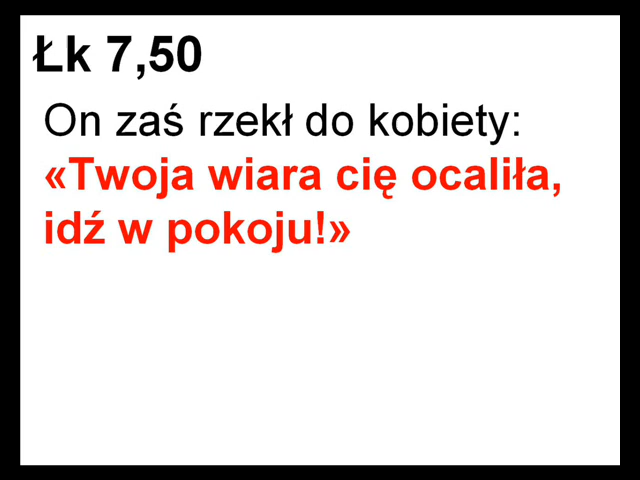 Łk 7,50
On zaś rzekł do kobiety:
«Twoja wiara cię ocaliła,
idź w pokoju!»